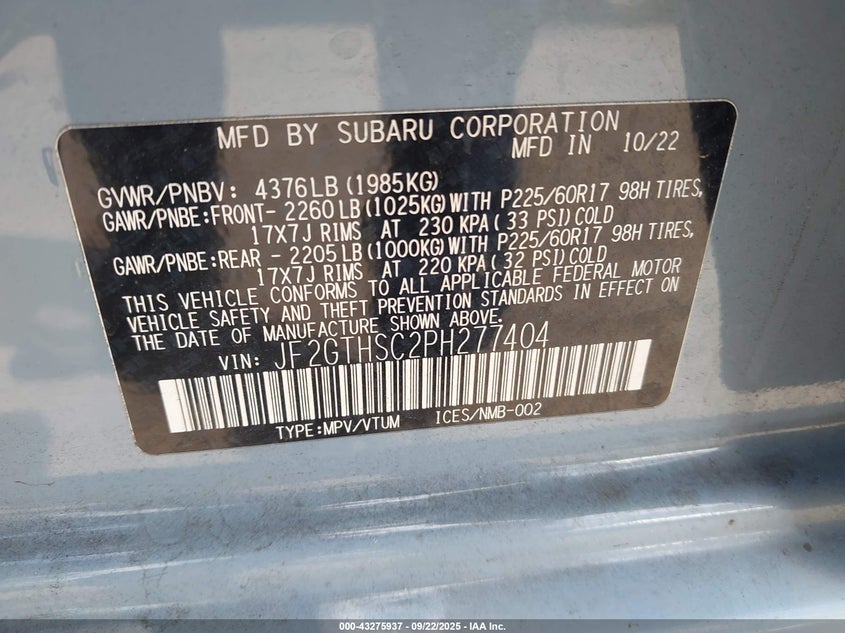 MFD BY SUBARU CORPORATION
MFD IN 10/22
GVWR/PNBV: 4376LB(1985KG)
GAWR/PNBE:FRONT- 2260LB(1025KG)WITH P225/60R17 98H TIRES,
17X7J RIMS AT 230 KPA(33 PSI)COLD
GAWR/PNBE:REAR - 2205LB(1000KG)WITH P225/60R17 98H TIRES,
17X7J RIMS AT 220 KPA(32 PSI)COLD
THIS VEHICLE CONFORMS TO ALL APPLICABLE FEDERAL MOTOR
VEHICLE SAFETY AND THEFT PREVENTION STANDARDS IN EFFECT ON
THE DATE OF MANUFACTURE SHOWN ABOVE.
VIN: JF2GTHSC2PH277404
TYPE:MPV/VTUM ICES/NMB-002
000-43275937 - 09/22/2025 - IAA Inc.